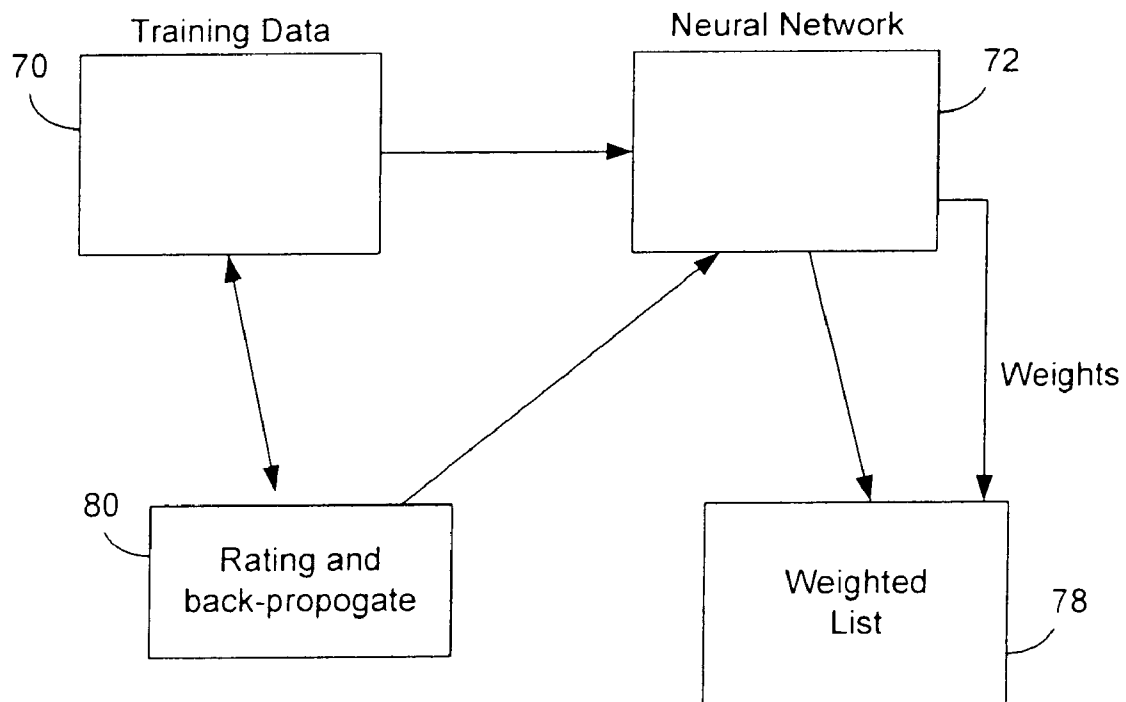 Training Data
Neural Network
70
72
Weights
80
Rating and
back-propogate
Weighted
List
78